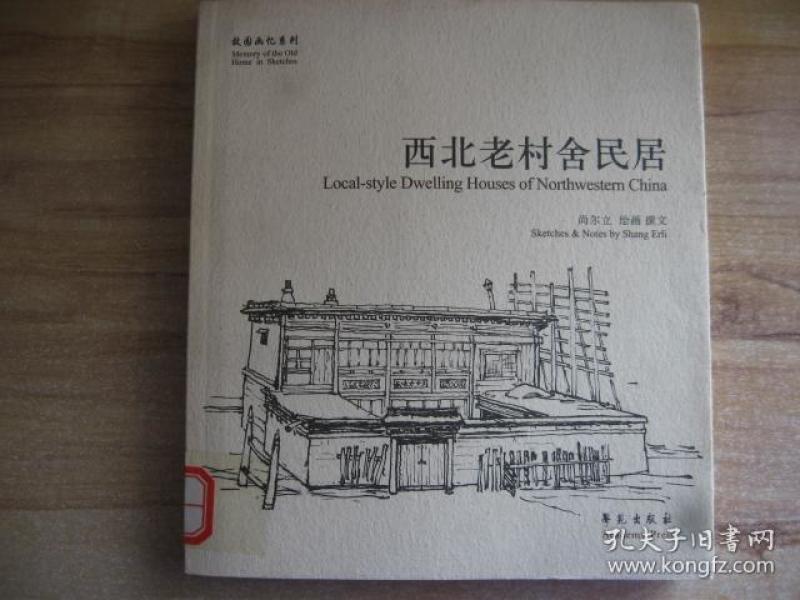 故园画忆系列
Memory of the Old
Home in Sketches
西北老村舍民居
Local-style Dwelling Houses of Northwestern China
尚尔立 绘画 撰文
Sketches & Notes by Shang Erli
学苑出版社
孔夫子旧书网
www.kongfz.com